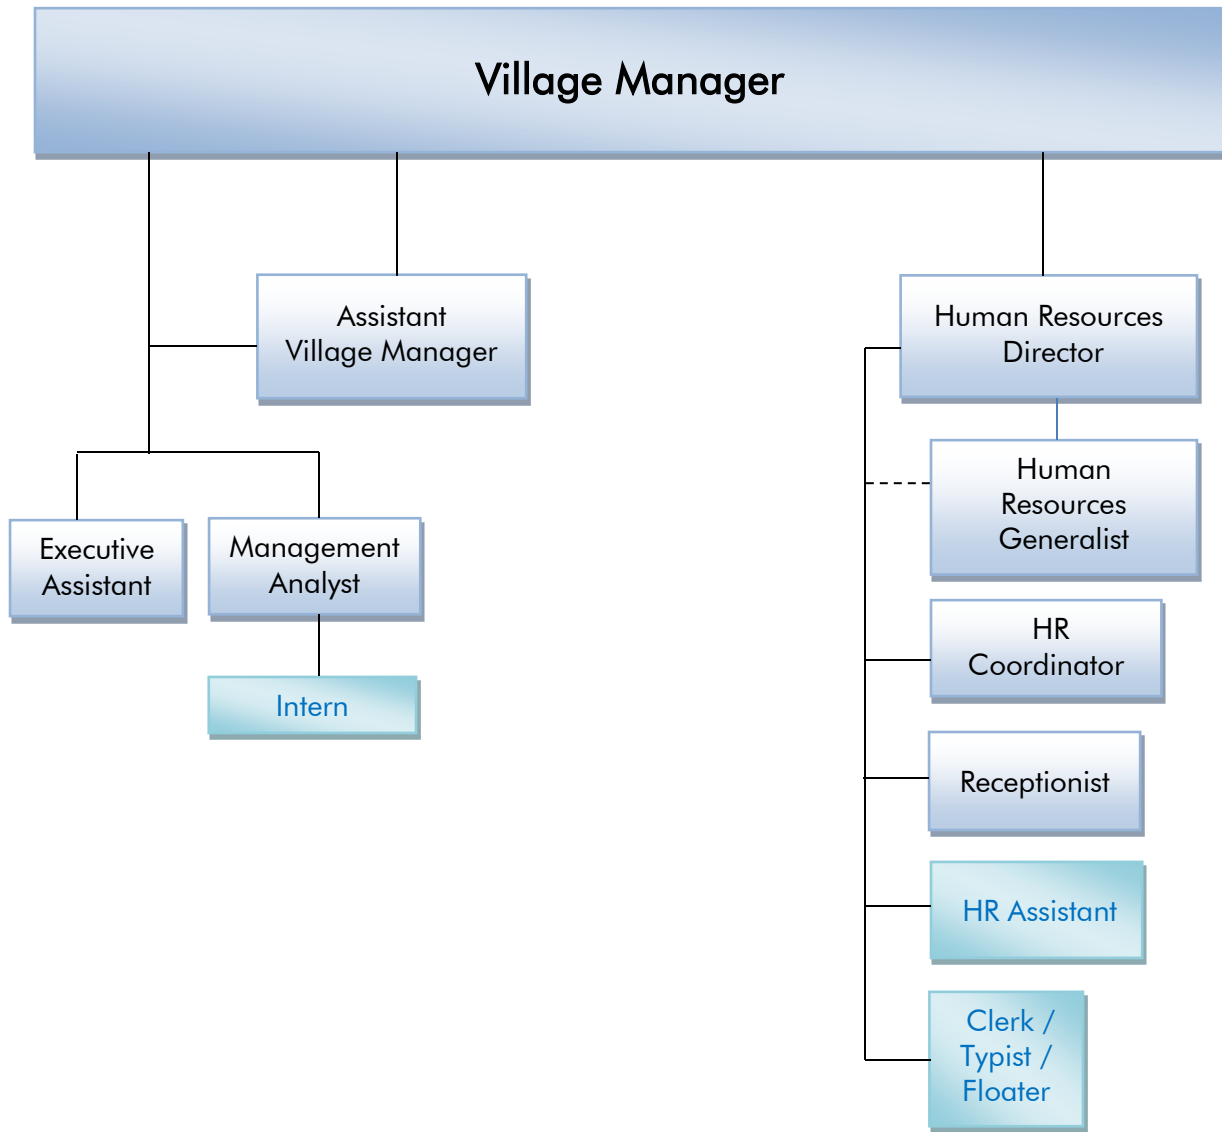 Village Manager
Assistant
Village Manager
Human Resources
Director
Human
Resources
Generalist
Executive
Assistant
Management
Analyst
HR
Coordinator
Intern
Receptionist
HR Assistant
Clerk /
Typist /
Floater